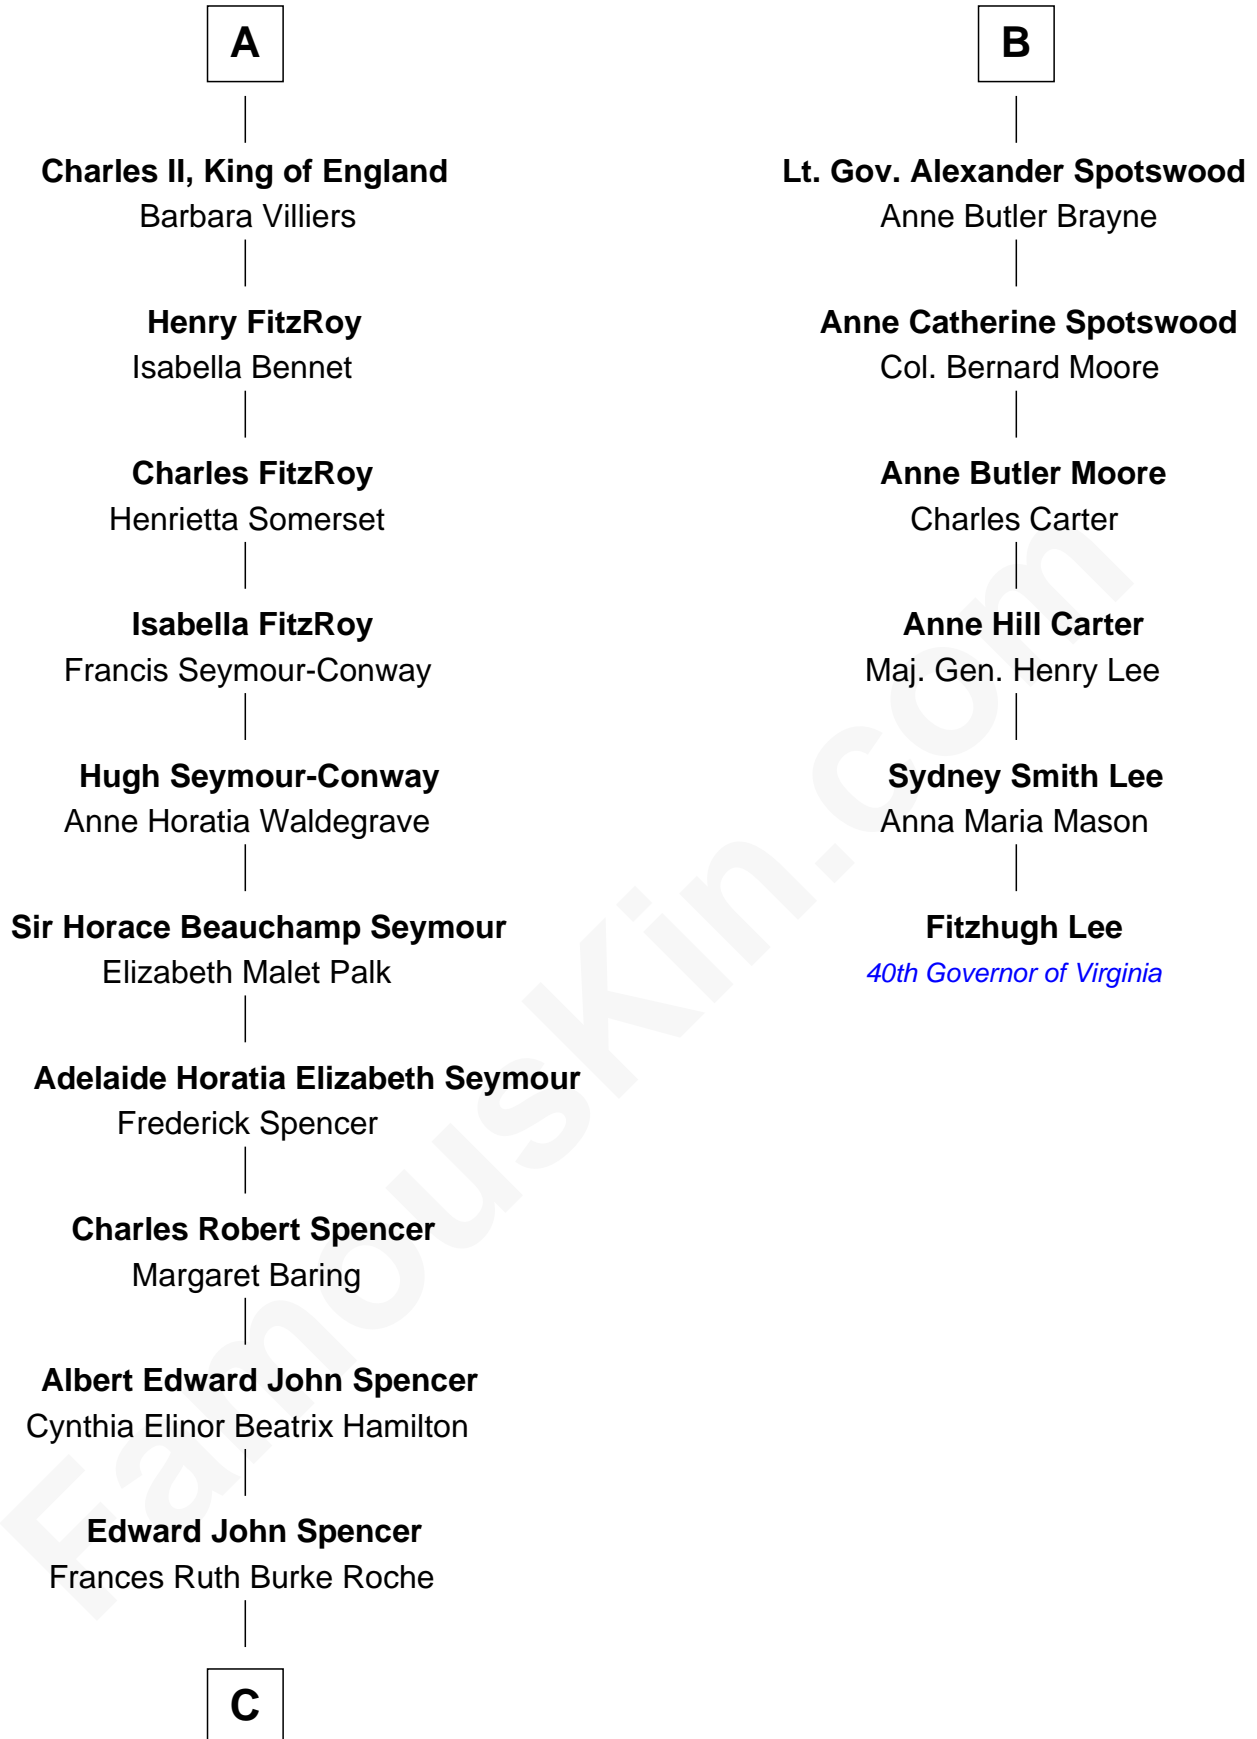 A
Charles II, King of England
Barbara Villiers
Henry FitzRoy
Isabella Bennet
Charles FitzRoy
Henrietta Somerset
Isabella FitzRoy
Francis Seymour-Conway
Hugh Seymour-Conway
Anne Horatia Waldegrave
Sir Horace Beauchamp Seymour
Elizabeth Malet Palk
Adelaide Horatia Elizabeth Seymour
Frederick Spencer
Charles Robert Spencer
Margaret Baring
Albert Edward John Spencer
Cynthia Elinor Beatrix Hamilton
Edward John Spencer
Frances Ruth Burke Roche
C
B
Lt. Gov. Alexander Spotswood
Anne Butler Brayne
Anne Catherine Spotswood
Col. Bernard Moore
Anne Butler Moore
Charles Carter
Anne Hill Carter
Maj. Gen. Henry Lee
Sydney Smith Lee
Anna Maria Mason
Fitzhugh Lee
40th Governor of Virginia
FamousKin.com